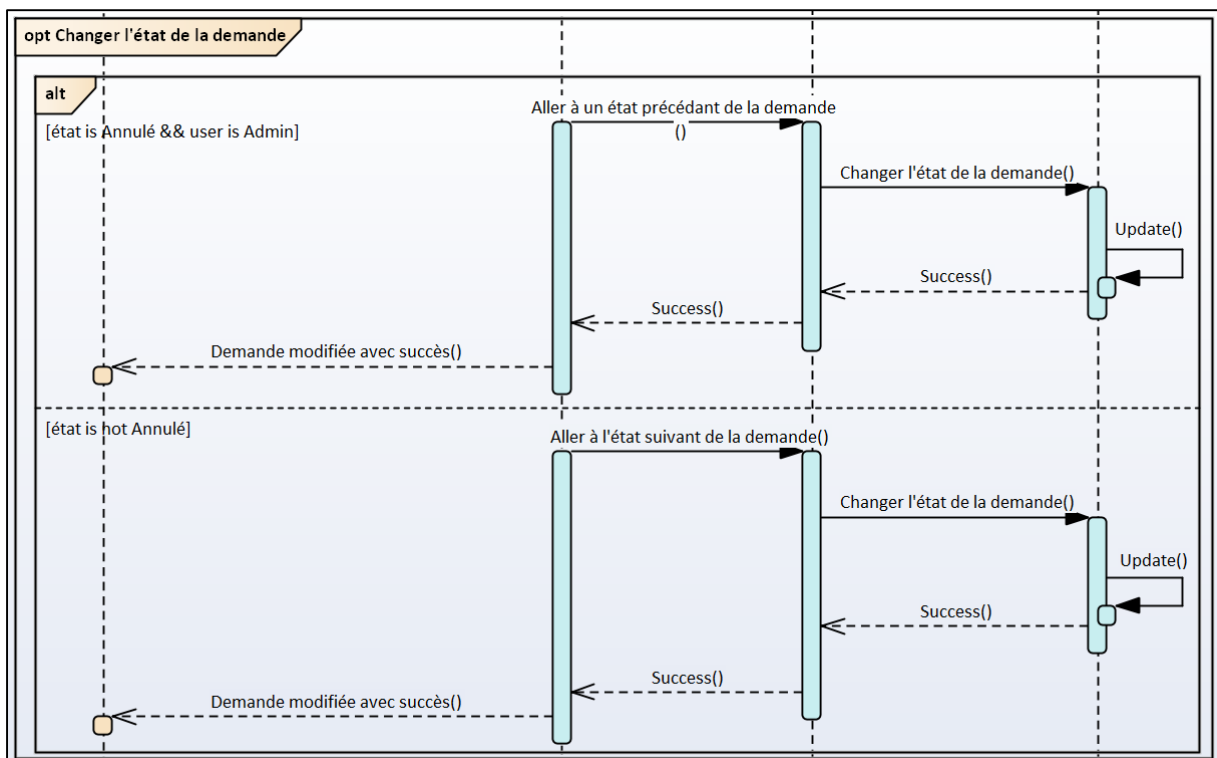 opt Changer l'état de la demande
alt
[état is Annulé && user is Admin]
Aller à un état précédant de la demande
()
Changer l'état de la demande()
Update()
Success()
Success()
Demande modifiée avec succès()
[état is not Annulé]
Aller à l'état suivant de la demande()
Changer l'état de la demande()
Update()
Success()
Success()
Demande modifiée avec succès()